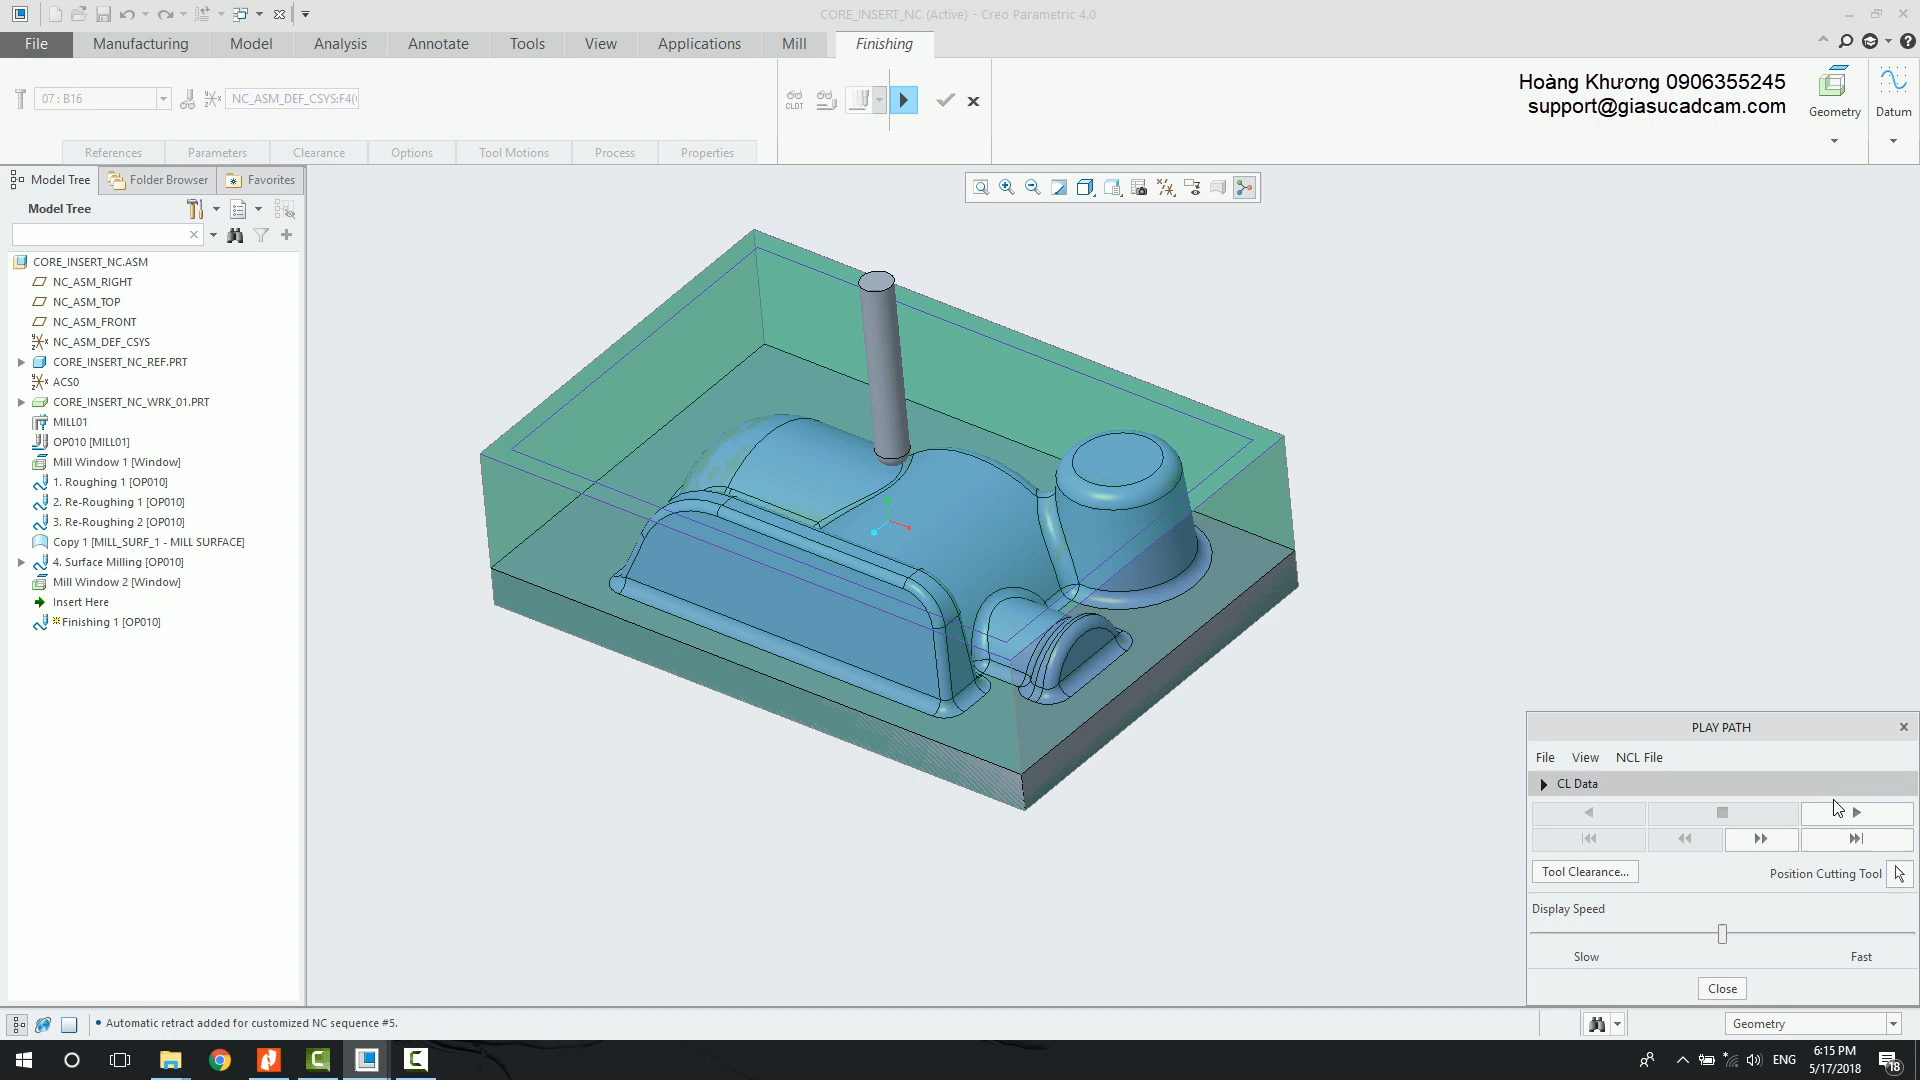 CORE_INSERT_NC (Active) - Creo Parametric 4.0
File
Manufacturing
Model
Analysis
Annotate
Tools
View
Applications
Mill
Finishing
07 : B16
NC_ASM_DEF_CSYS:F4(
CLDT
Hoàng Khương 0906355245
support@giasucadcam.com
Geometry
Datum
References
Parameters
Clearance
Options
Tool Motions
Process
Properties
Model Tree
Folder Browser
Favorites
Model Tree
CORE_INSERT_NC.ASM
NC_ASM_RIGHT
NC_ASM_TOP
NC_ASM_FRONT
NC_ASM_DEF_CSYS
CORE_INSERT_NC_REF.PRT
ACS0
CORE_INSERT_NC_WRK_01.PRT
MILL01
OP010 [MILL01]
Mill Window 1 [Window]
1. Roughing 1 [OP010]
2. Re-Roughing 1 [OP010]
3. Re-Roughing 2 [OP010]
Copy 1 [MILL_SURF_1 - MILL SURFACE]
4. Surface Milling [OP010]
Mill Window 2 [Window]
Insert Here
Finishing 1 [OP010]
PLAY PATH
File
View
NCL File
CL Data
Tool Clearance...
Position Cutting Tool
Display Speed
Slow
Fast
Close
Automatic retract added for customized NC sequence #5.
Geometry
ENG
6:15 PM
5/17/2018
18